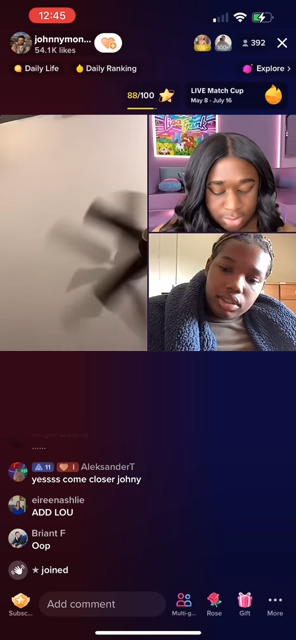 12:45
johnnymon...
54.1K likes
392
Daily Life
Daily Ranking
Explore >
88/100
LIVE Match Cup
May 8 - July 16
......
11 I AleksanderT
yessss come closer johny
eireenashlie
ADD LOU
Briant F
Oop
joined
Subsc...
Add comment
Multi-g...
Rose
Gift
More